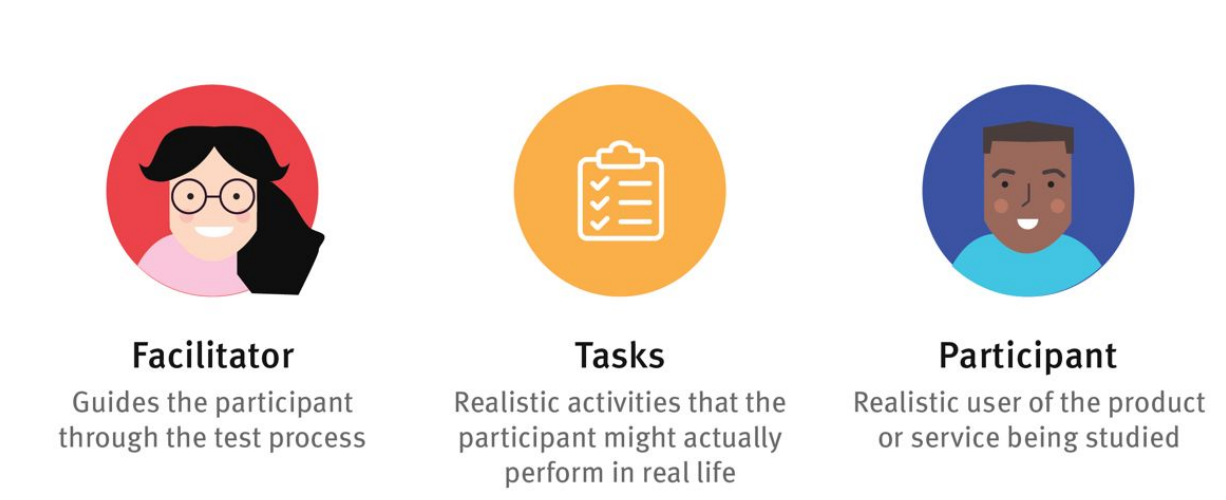 Facilitator
Guides the participant
through the test process
Tasks
Realistic activities that the
participant might actually
perform in real life
Participant
Realistic user of the product
or service being studied